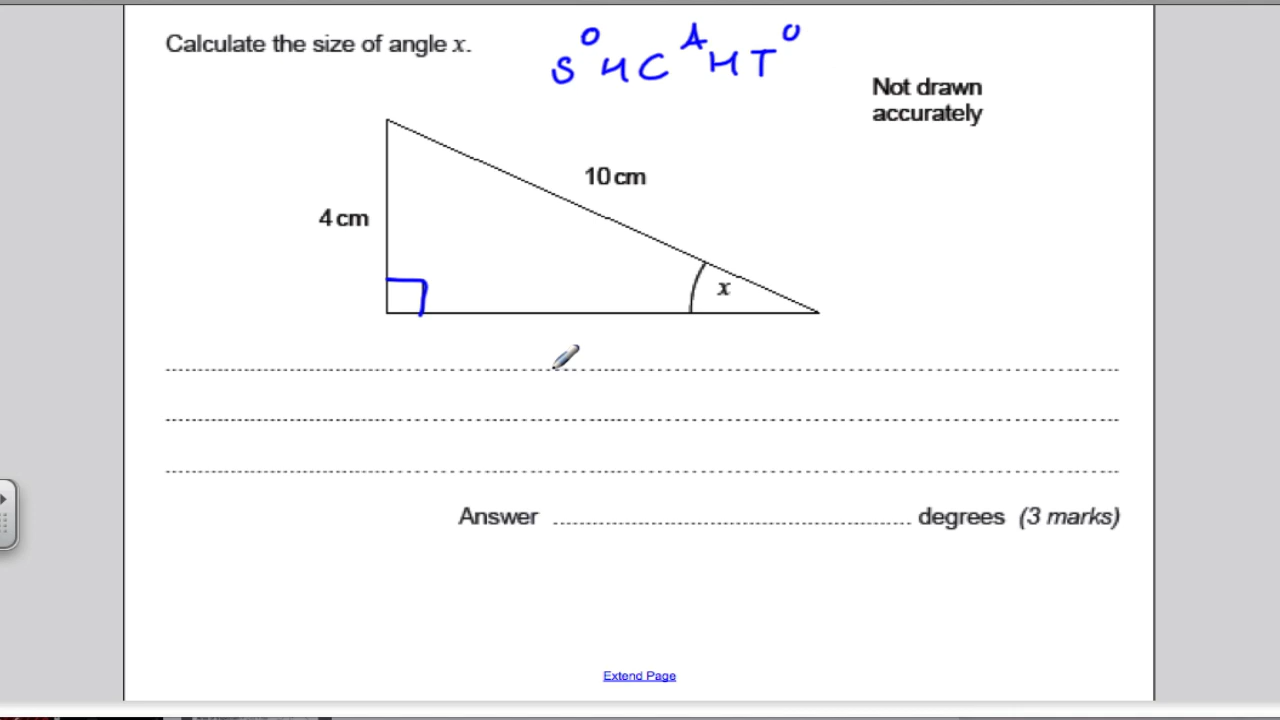 Calculate the size of angle x.
S O H C A H T O
Not drawn
accurately
10 cm
4 cm
x
Answer ........................................ degrees (3 marks)
Extend Page